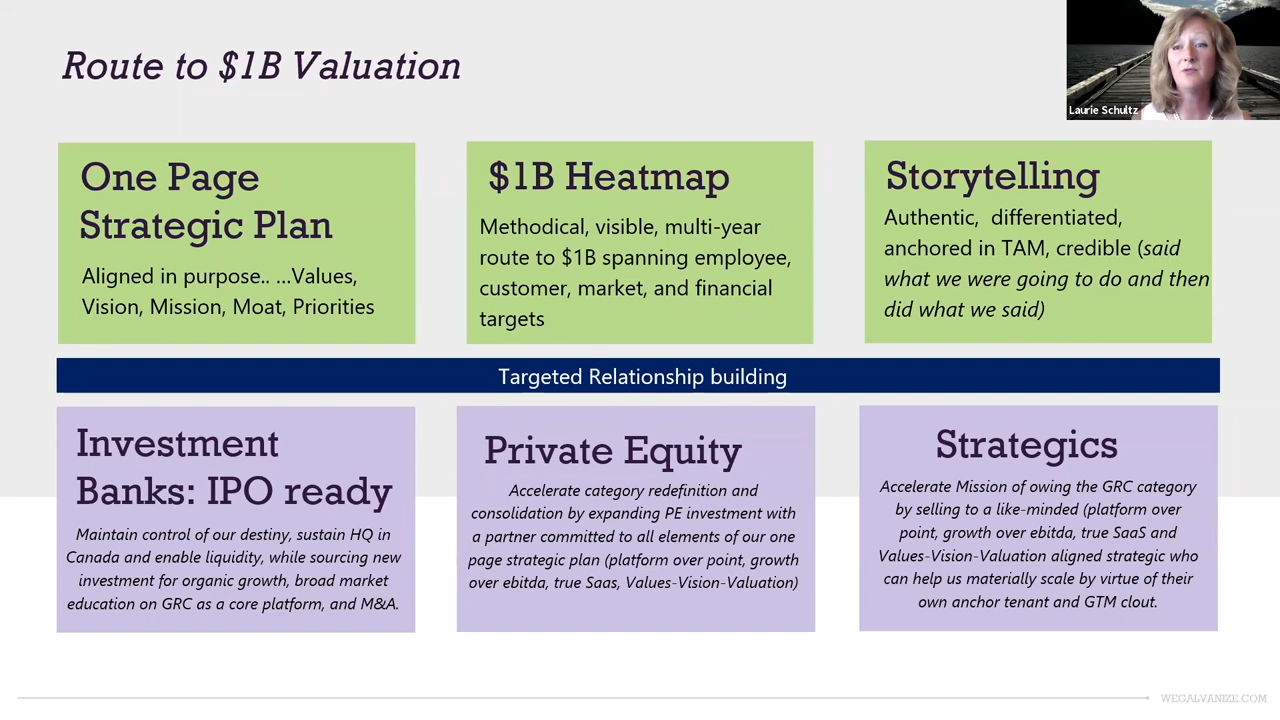 Route to $1B Valuation
Laurie Schultz
One Page
Strategic Plan
Aligned in purpose.. ...Values,
Vision, Mission, Moat, Priorities
$1B Heatmap
Methodical, visible, multi-year
route to $1B spanning employee,
customer, market, and financial
targets
Storytelling
Authentic,  differentiated,
anchored in TAM, credible (said
what we were going to do and then
did what we said)
Targeted Relationship building
Investment
Banks: IPO ready
Maintain control of our destiny, sustain HQ in
Canada and enable liquidity, while sourcing new
investment for organic growth, broad market
education on GRC as a core platform, and M&A.
Private Equity
Accelerate category redefinition and
consolidation by expanding PE investment with
a partner committed to all elements of our one
page strategic plan (platform over point, growth
over ebitda, true Saas, Values-Vision-Valuation)
Strategics
Accelerate Mission of owing the GRC category
by selling to a like-minded (platform over
point, growth over ebitda, true SaaS and
Values-Vision-Valuation aligned strategic who
can help us materially scale by virtue of their
own anchor tenant and GTM clout.
WEGALVANIZE.COM